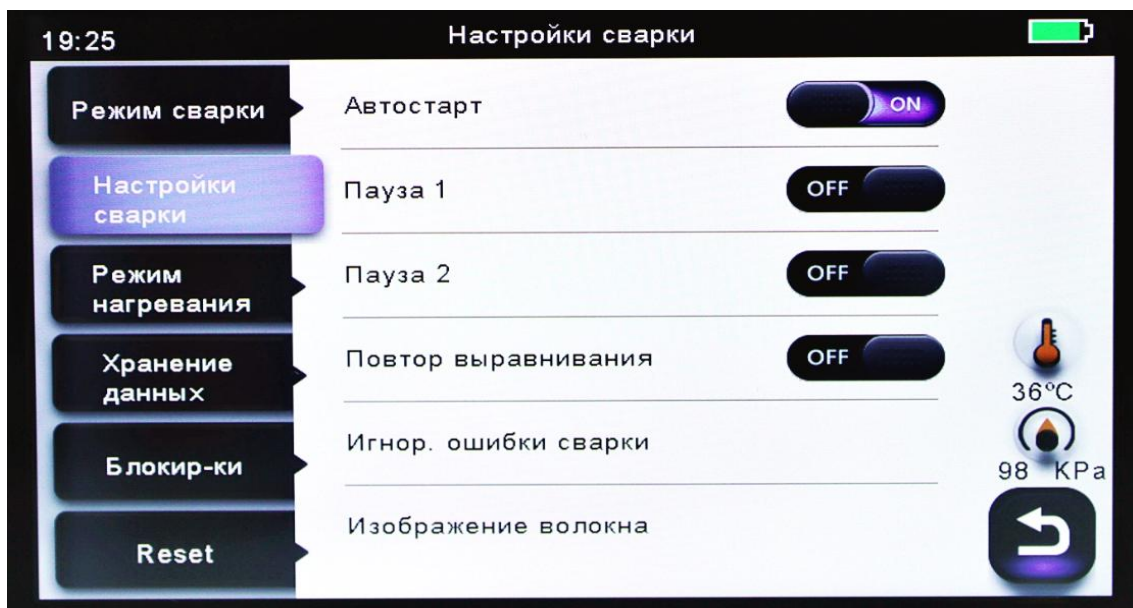 19:25
Настройки сварки
Режим сварки
Настройки
сварки
Режим
нагревания
Хранение
данных
Блокир-ки
Reset
Автостарт
ON
Пауза 1
OFF
Пауза 2
OFF
Повтор выравнивания
OFF
Игнор. ошибки сварки
Изображение волокна
36°C
98 KPa